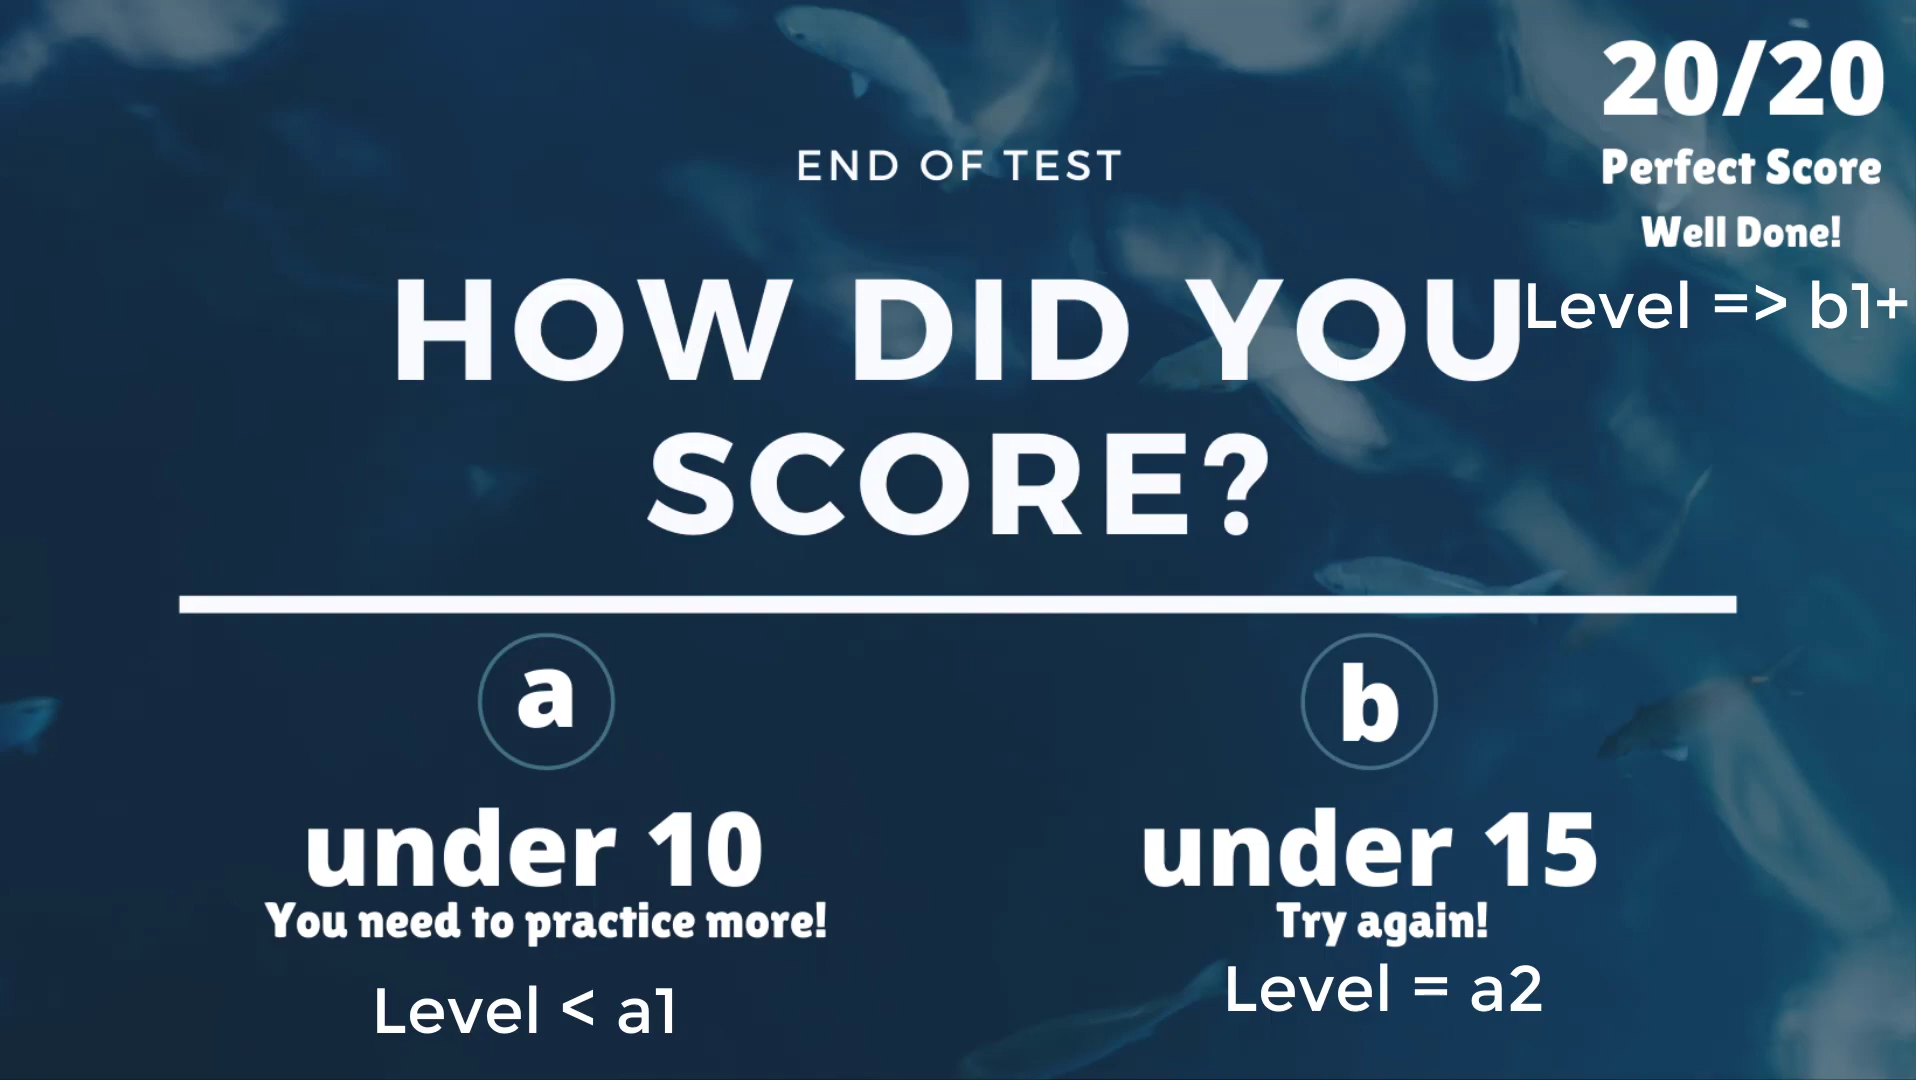 20/20
Perfect Score
Well Done!
Level => b1+
END OF TEST
HOW DID YOU
SCORE?
a
under 10
You need to practice more!
Level < a1
b
under 15
Try again!
Level = a2